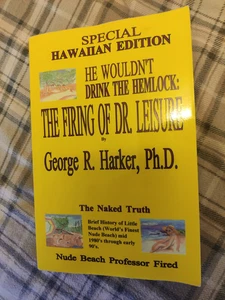 SPECIAL
HAWAIIAN EDITION
HE WOULDN'T
DRINK THE HEMLOCK:
THE FIRING OF DR. LEISURE
By
George R. Harker, Ph.D.
The Naked Truth
Brief History of Little
Beach (World's Finest
Nude Beach) mid
1980's through early
90's.
Nude Beach Professor Fired